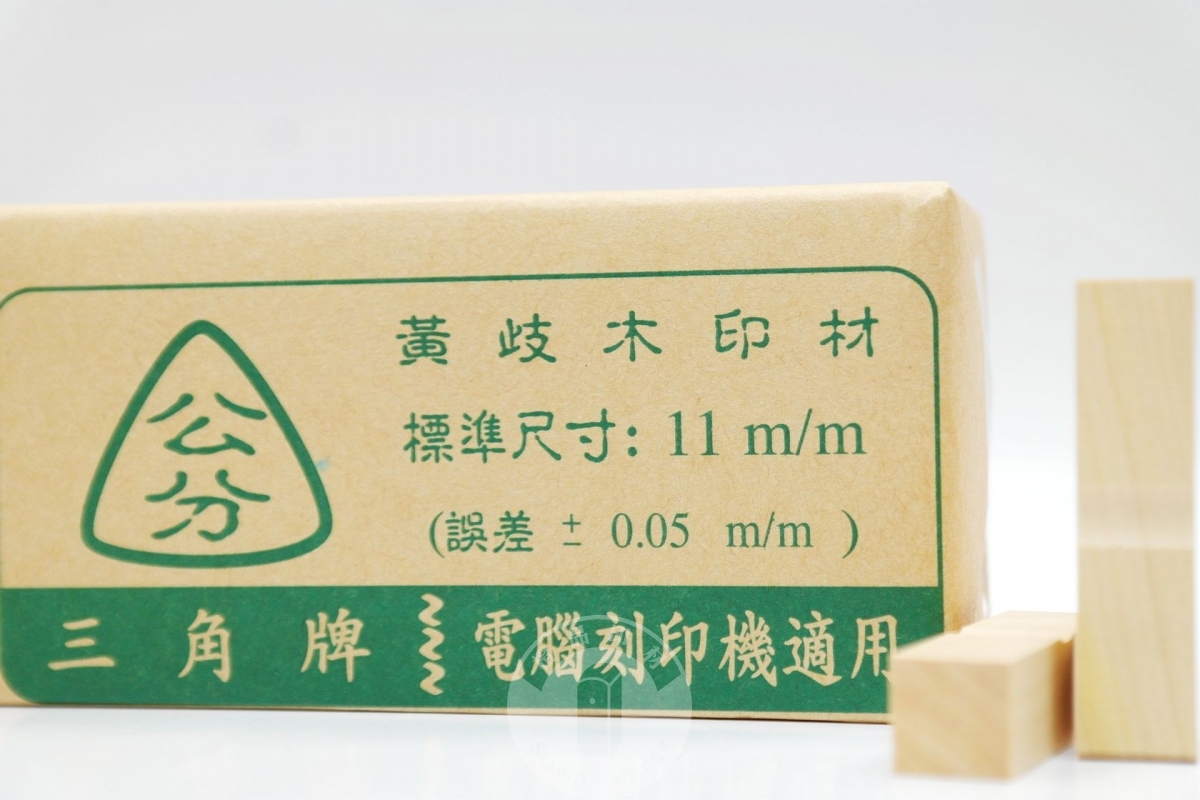 公分
黃歧木印材
標準尺寸: 11 m/m
(誤差 ± 0.05 m/m )
三角牌 電腦刻印機適用